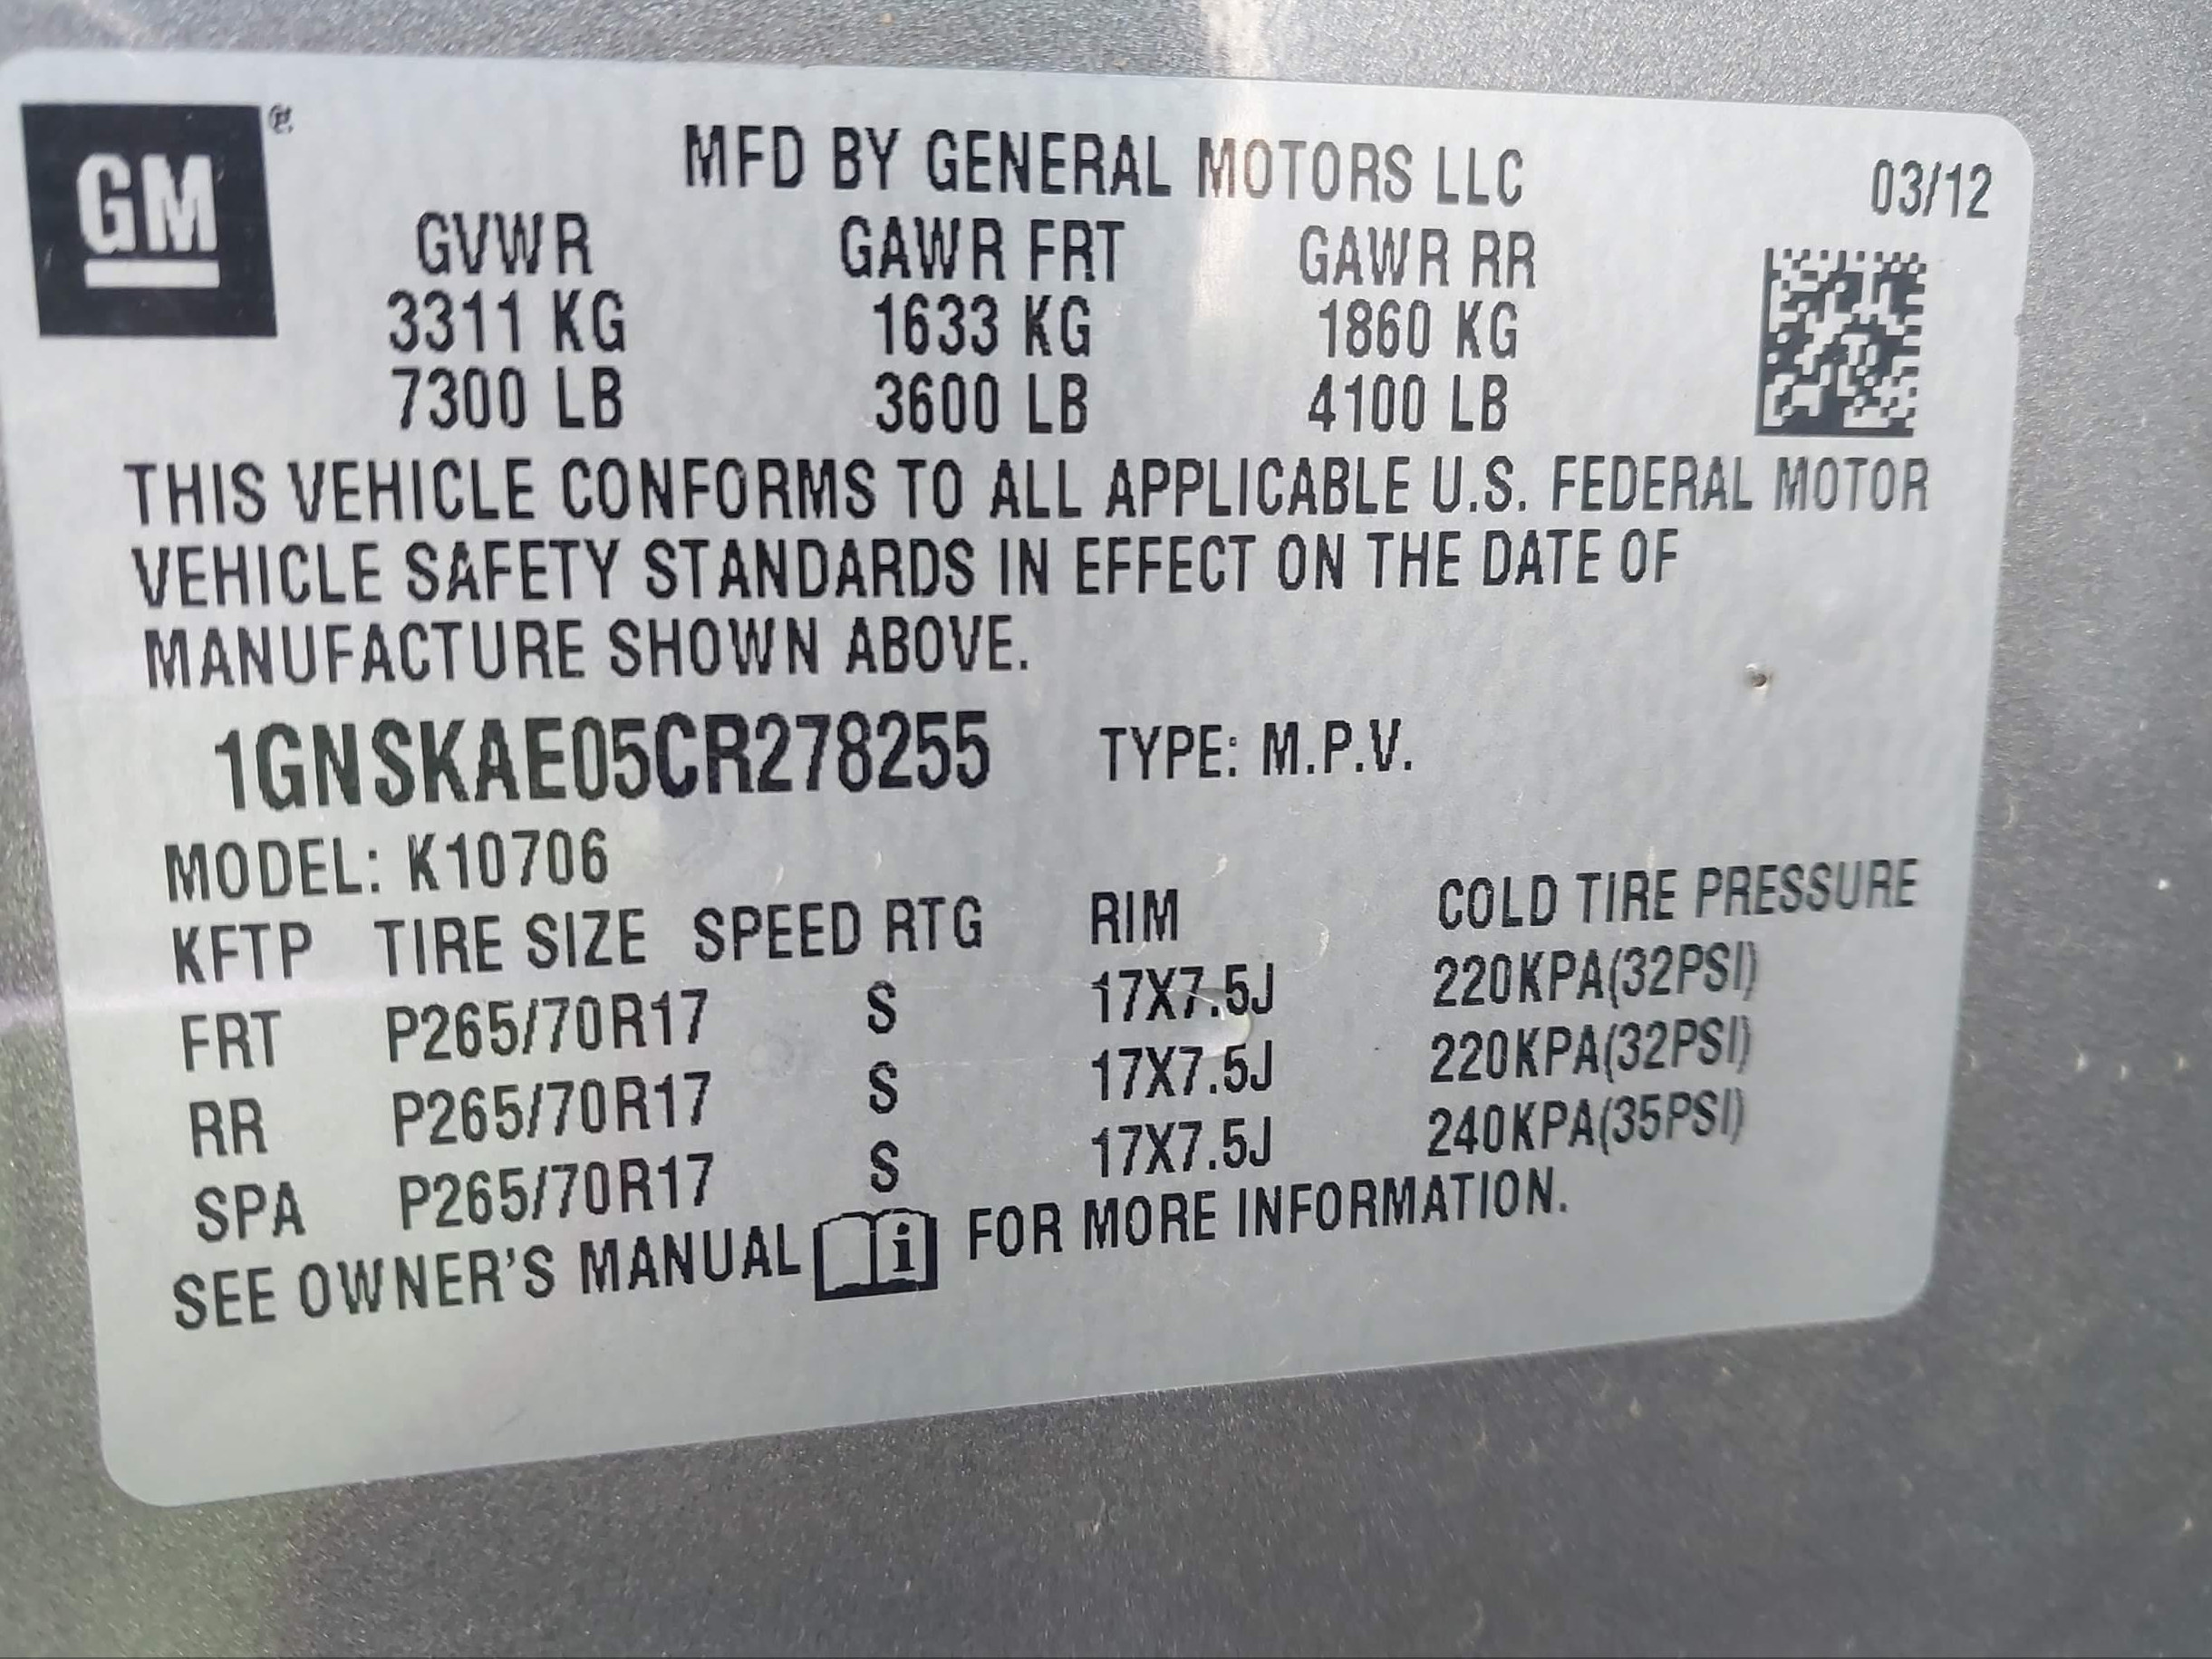 GM ®
MFD BY GENERAL MOTORS LLC 03/12
GVWR GAWR FRT GAWR RR
3311 KG 1633 KG 1860 KG
7300 LB 3600 LB 4100 LB
THIS VEHICLE CONFORMS TO ALL APPLICABLE U.S. FEDERAL MOTOR
VEHICLE SAFETY STANDARDS IN EFFECT ON THE DATE OF
MANUFACTURE SHOWN ABOVE.
1GNSKAE05CR278255 TYPE: M.P.V.
MODEL: K10706
KFTP TIRE SIZE SPEED RTG RIM COLD TIRE PRESSURE
FRT P265/70R17 S 17X7.5J 220KPA(32PSI)
RR P265/70R17 S 17X7.5J 220KPA(32PSI)
SPA P265/70R17 S 17X7.5J 240KPA(35PSI)
SEE OWNER'S MANUAL i FOR MORE INFORMATION.